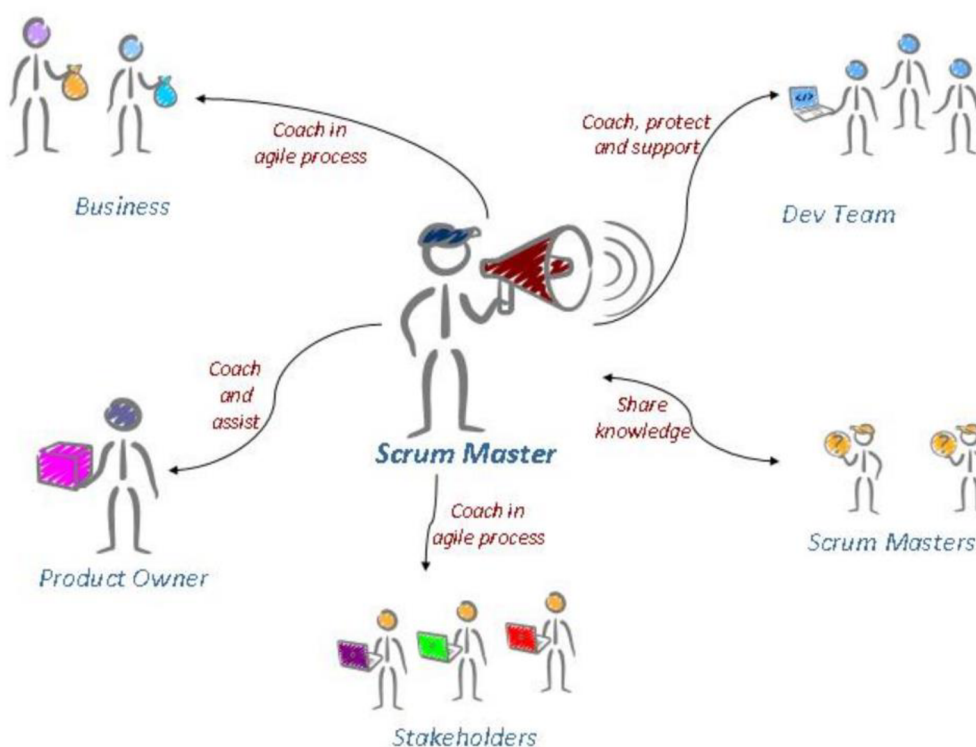 Coach in
agile process
Business
Coach, protect
and support
Dev Team
</>
Coach
and
assist
Product Owner
Scrum Master
Share
knowledge
?
?
Scrum Masters
Coach in
agile process
Stakeholders